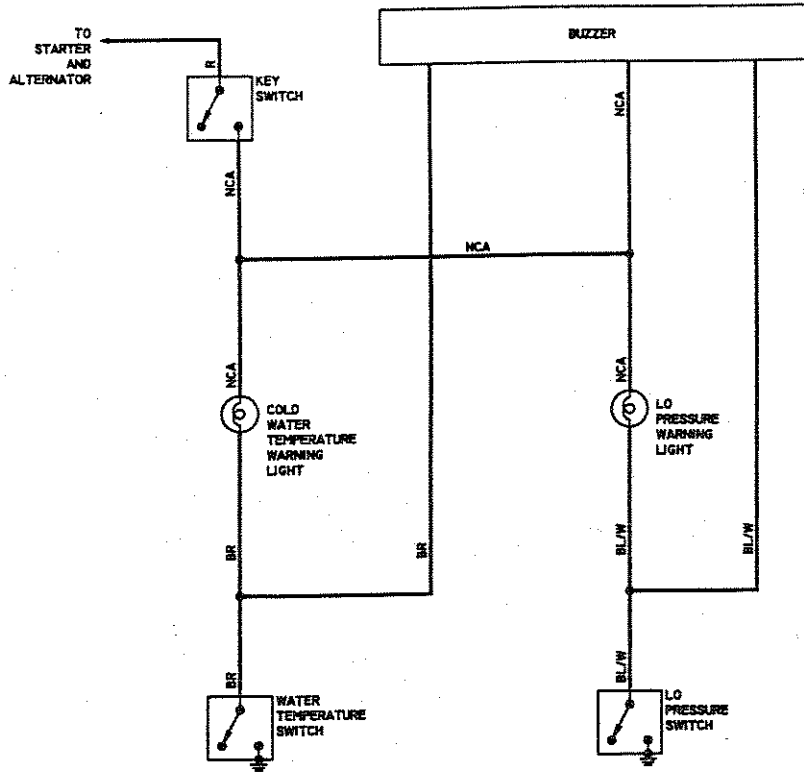 TO
STARTER
AND
ALTERNATOR
R
KEY
SWITCH
BUZZER
NCA
NCA
NCA
NCA
NCA
COLD
WATER
TEMPERATURE
WARNING
LIGHT
LO
PRESSURE
WARNING
LIGHT
BR
BR
BL/W
BL/W
BR
BL/W
WATER
TEMPERATURE
SWITCH
LO
PRESSURE
SWITCH